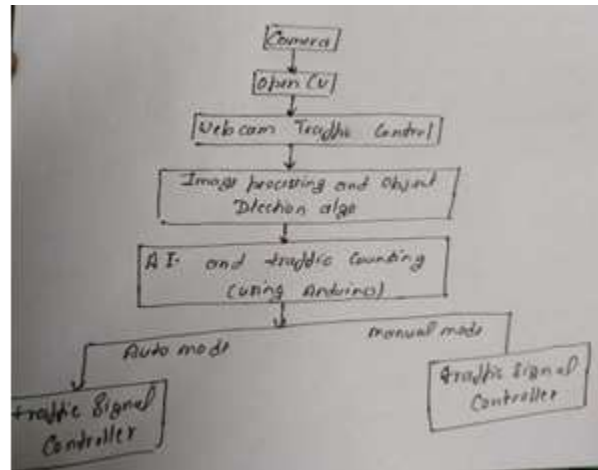 Camera
Open CV
Webcam Traffic Control
Image processing and Object
Dtection algo
A I. and traffic Counting
(using Arduino)
Auto mode
manual mode
traffic Signal
Controller
traffic Signal
Controller